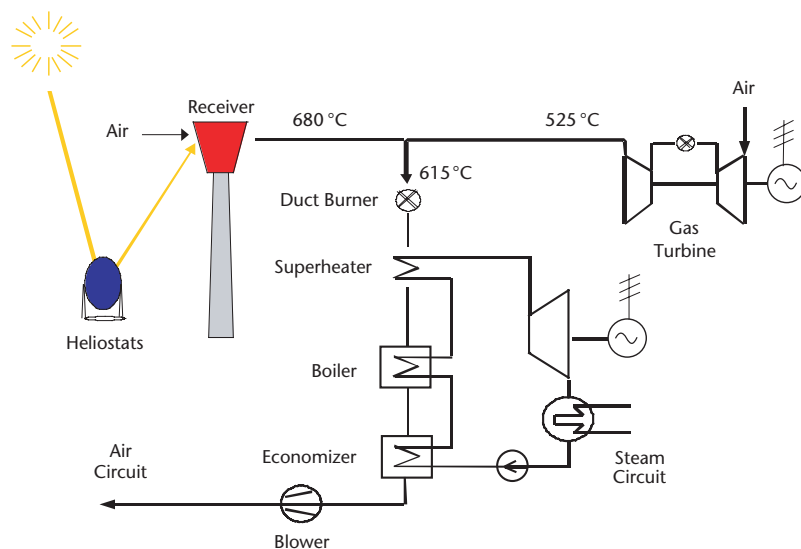 Receiver
Air
680 °C
525 °C
Air
615 °C
Duct Burner
Gas
Turbine
Superheater
Heliostats
Boiler
Air
Circuit
Economizer
Steam
Circuit
Blower